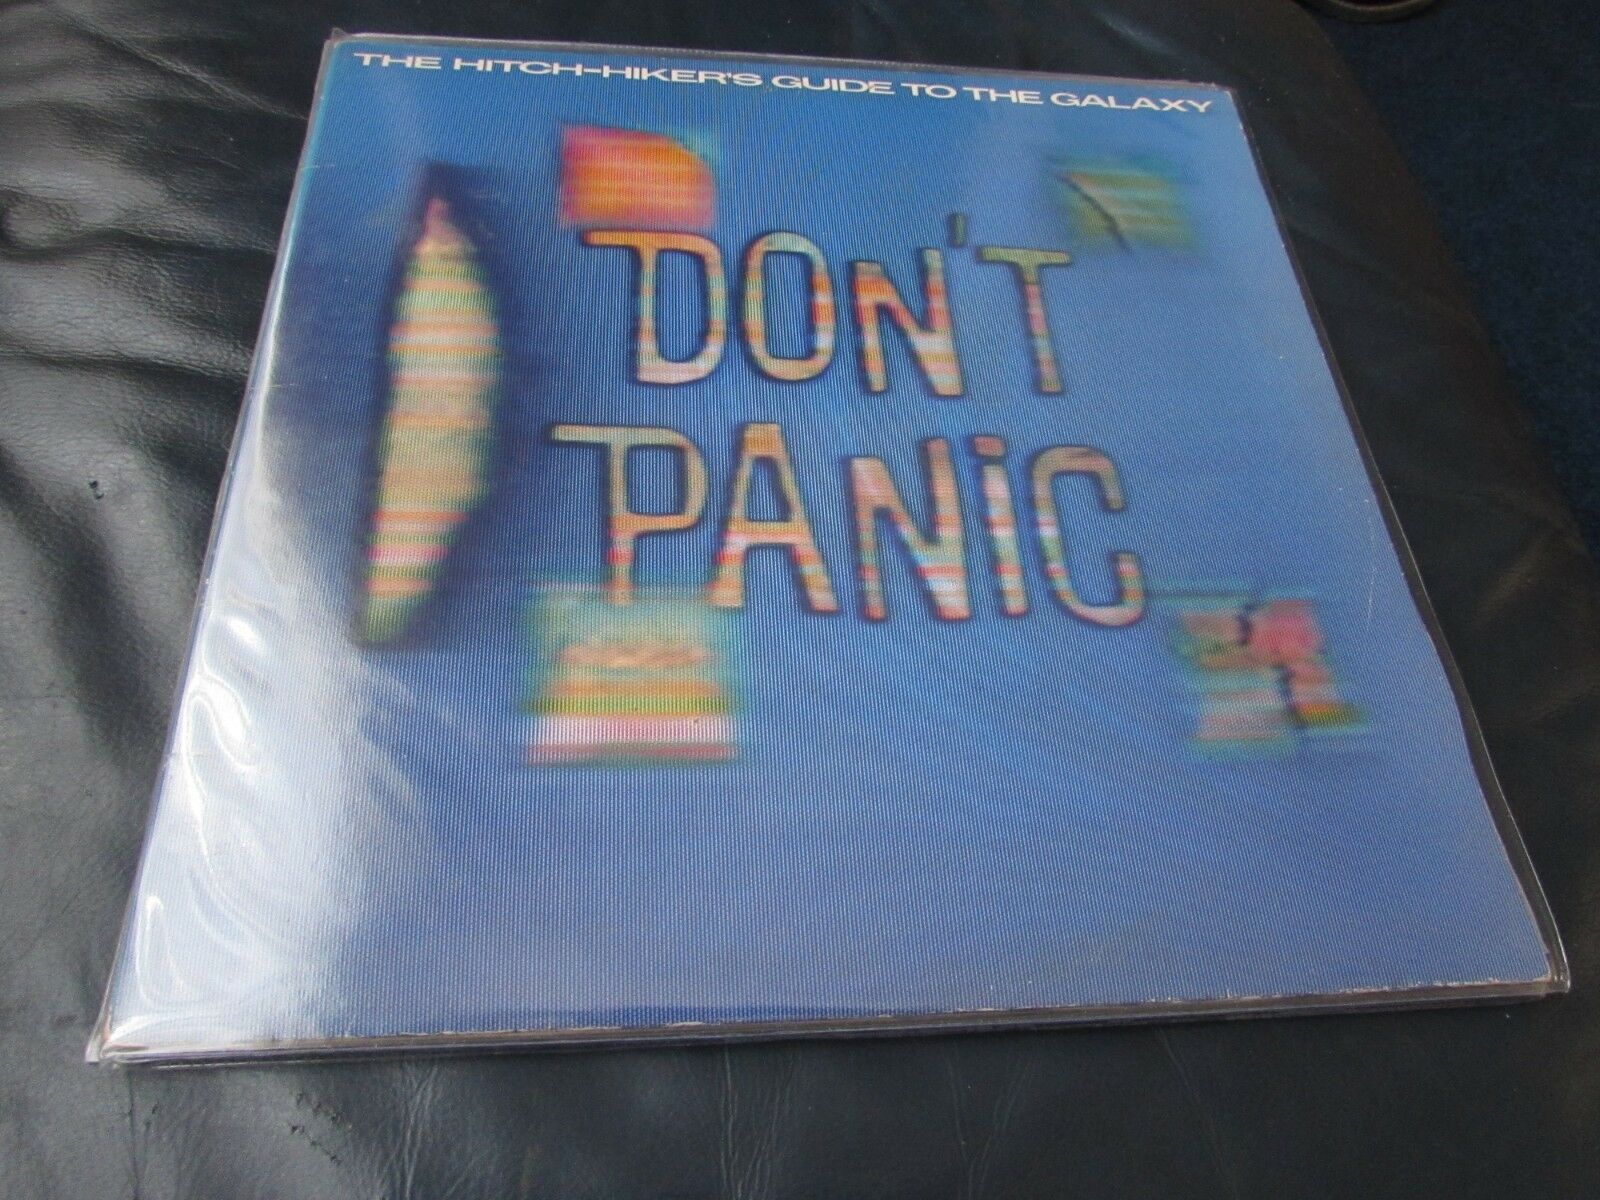 THE HITCH-HIKER'S GUIDE TO THE GALAXY
DON'T
PANiC